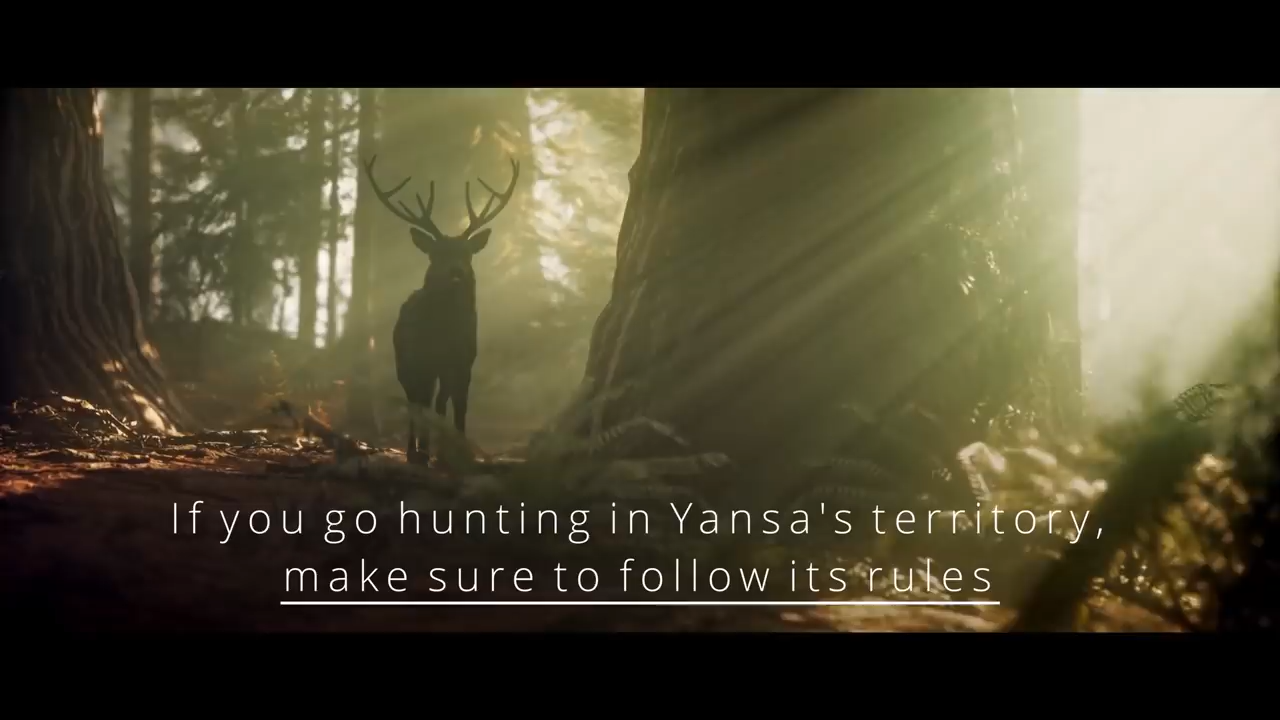 If you go hunting in Yansa's territory,
make sure to follow its rules